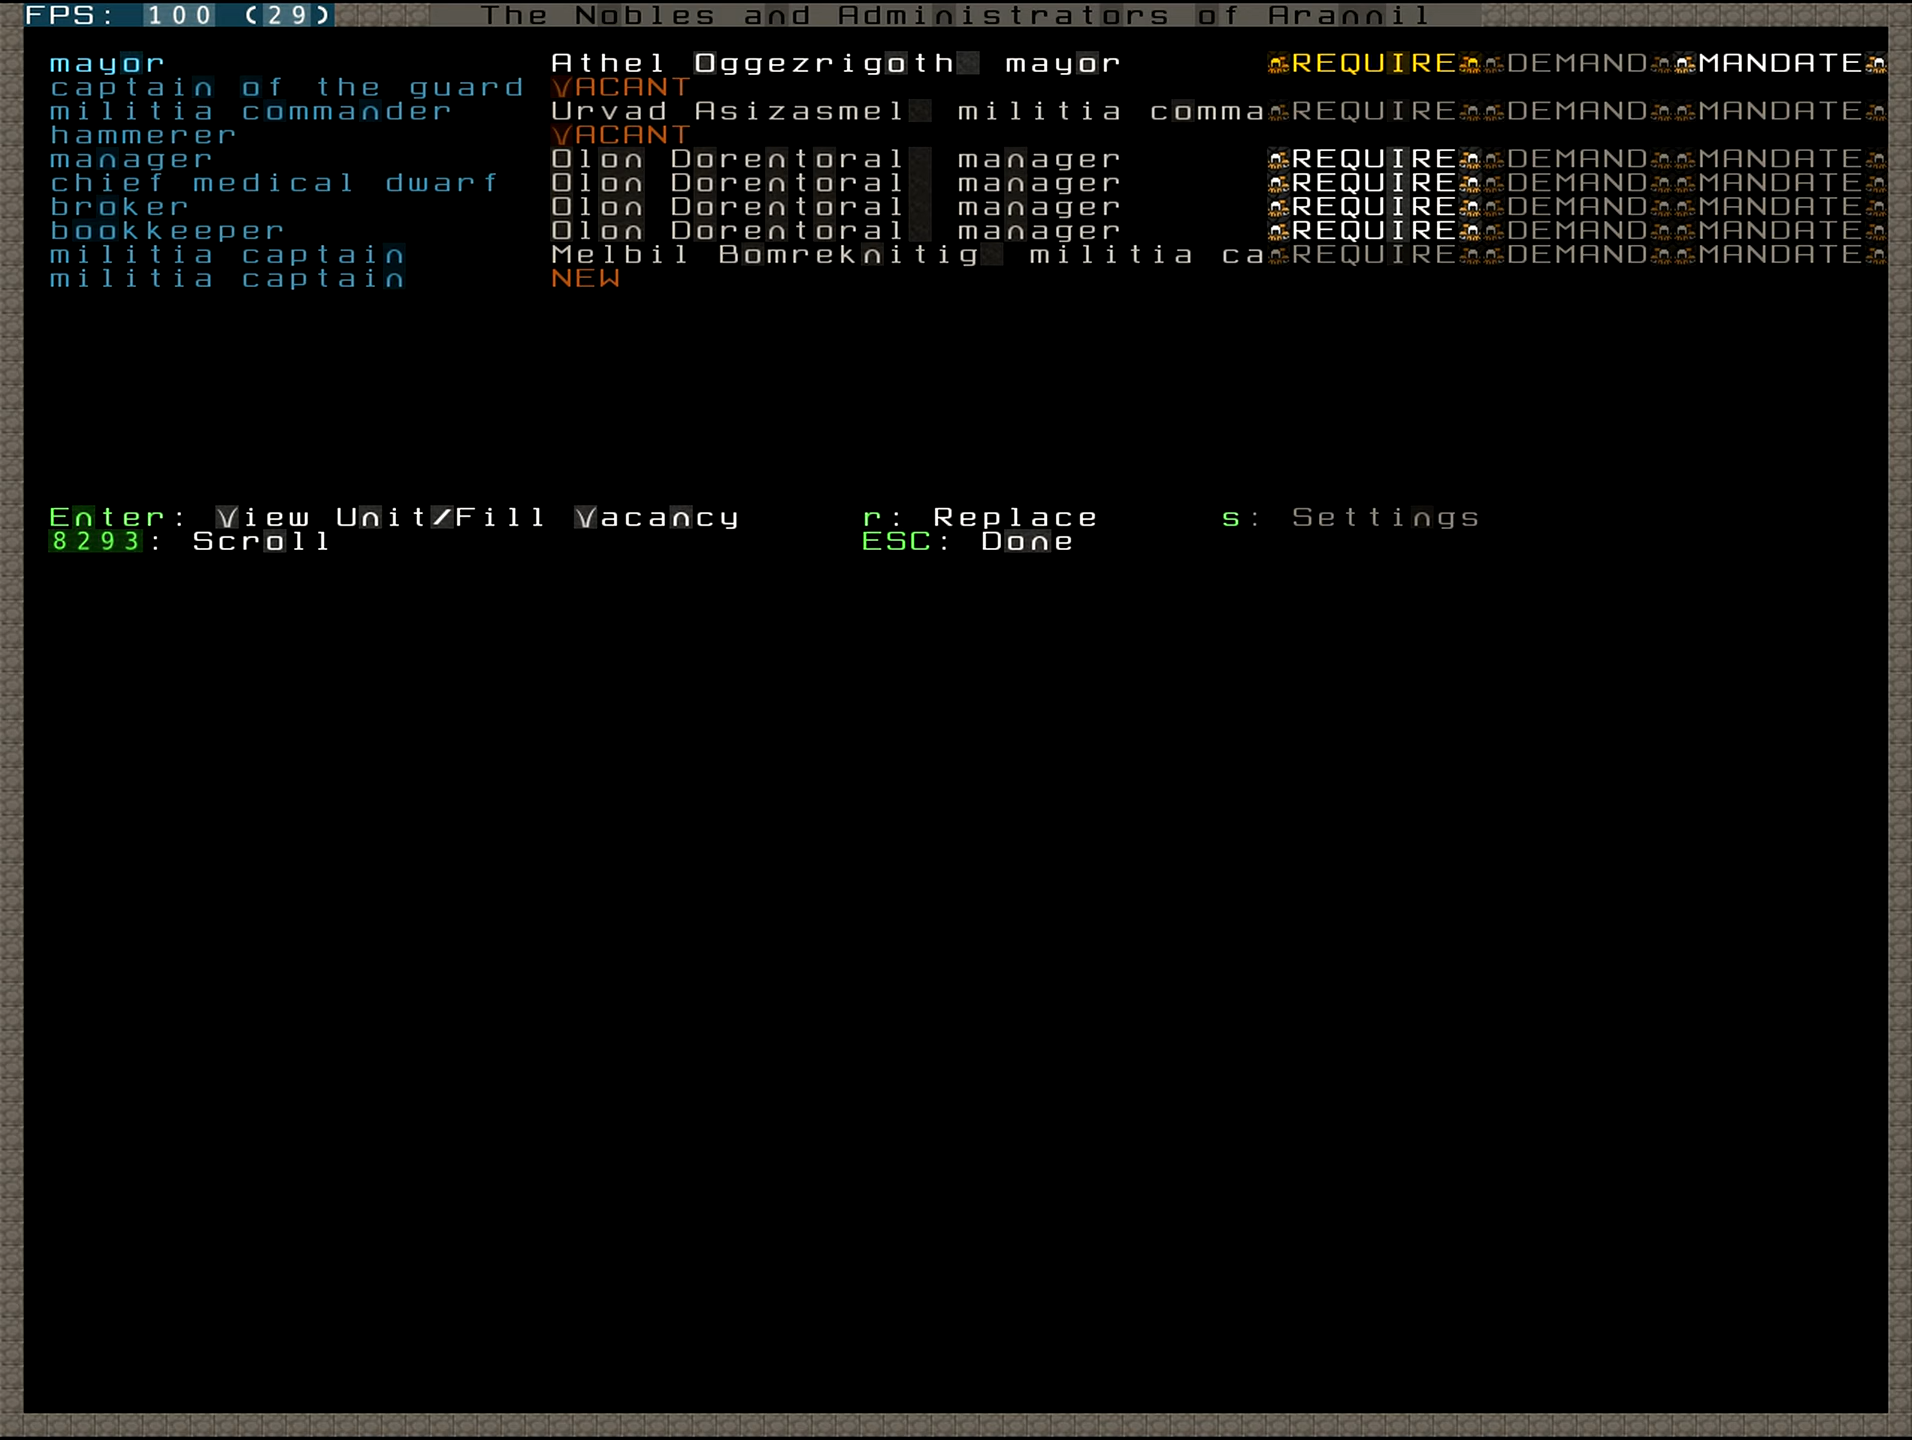 FPS: 100 (29) The Nobles and Administrators of Arannil
mayor Athel Oggezrigoth mayor REQUIRE DEMAND MANDATE
captain of the guard VACANT
militia commander Urvad Asizasmel militia comma REQUIRE DEMAND MANDATE
hammerer VACANT
manager Olon Dorentoral manager REQUIRE DEMAND MANDATE
chief medical dwarf Olon Dorentoral manager REQUIRE DEMAND MANDATE
broker Olon Dorentoral manager REQUIRE DEMAND MANDATE
bookkeeper Olon Dorentoral manager REQUIRE DEMAND MANDATE
militia captain Melbil Bomreknitig militia ca REQUIRE DEMAND MANDATE
militia captain NEW
Enter: View Unit/Fill Vacancy r: Replace s: Settings
8293: Scroll ESC: Done